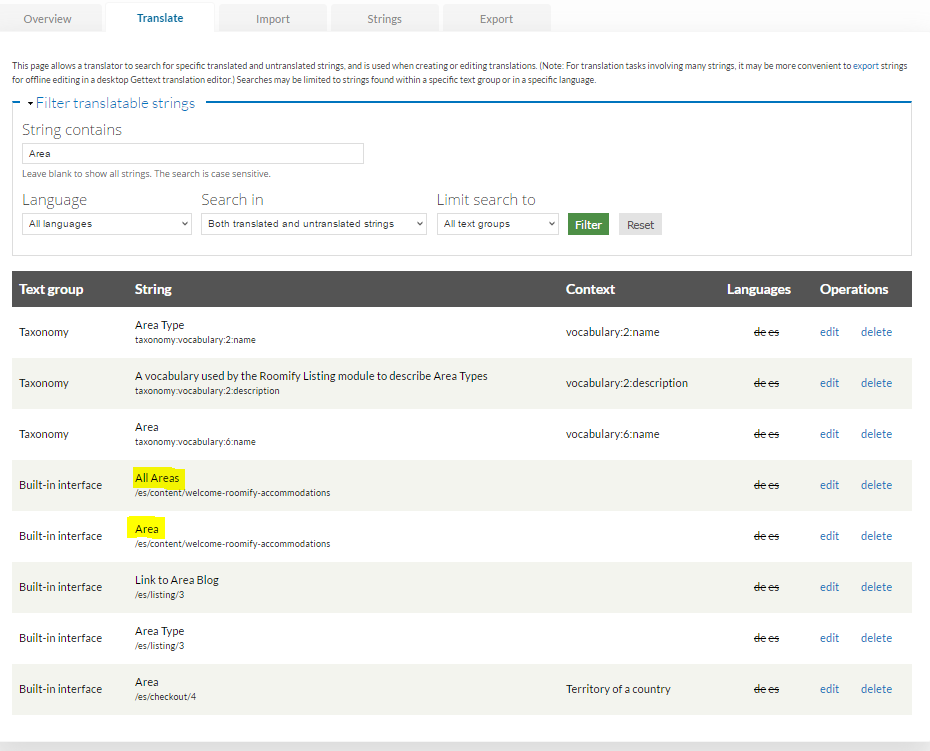 Overview Translate Import Strings Export
This page allows a translator to search for specific translated and untranslated strings, and is used when creating or editing translations. (Note: For translation tasks involving many strings, it may be more convenient to export strings
for offline editing in a desktop Gettext translation editor.) Searches may be limited to strings found within a specific text group or in a specific language.
Filter translatable strings
String contains
Area
Leave blank to show all strings. The search is case sensitive.
Language Search in Limit search to
All languages Both translated and untranslated strings All text groups Filter Reset
Text group String Context Languages Operations
Taxonomy Area Type vocabulary:2:name de es edit delete
taxonomy:vocabulary:2:name
Taxonomy A vocabulary used by the Roomify Listing module to describe Area Types vocabulary:2:description de es edit delete
taxonomy:vocabulary:2:description
Taxonomy Area vocabulary:6:name de es edit delete
taxonomy:vocabulary:6:name
Built-in interface All Areas de es edit delete
/es/content/welcome-roomify-accommodations
Built-in interface Area de es edit delete
/es/content/welcome-roomify-accommodations
Built-in interface Link to Area Blog de es edit delete
/es/listing/3
Built-in interface Area Type de es edit delete
/es/listing/3
Built-in interface Area Territory of a country de es edit delete
/es/checkout/4